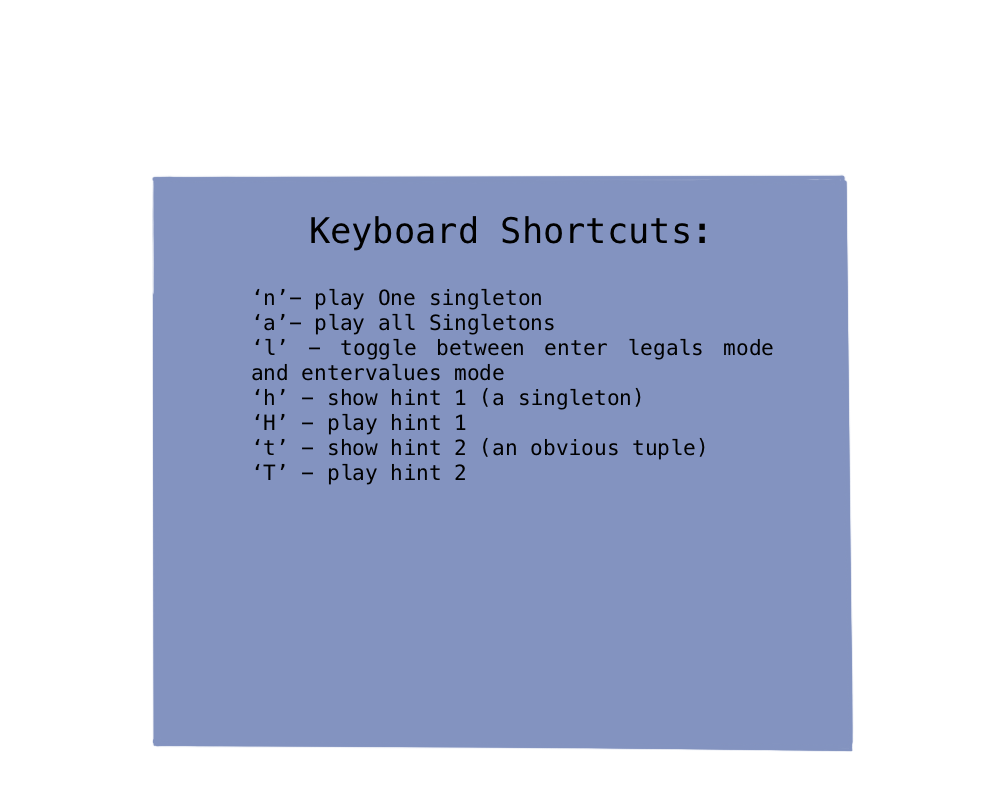 Keyboard Shortcuts:
‘n’– play One singleton
‘a’– play all Singletons
‘l’ – toggle between enter legals mode
and entervalues mode
‘h’ – show hint 1 (a singleton)
‘H’ – play hint 1
‘t’ – show hint 2 (an obvious tuple)
‘T’ – play hint 2